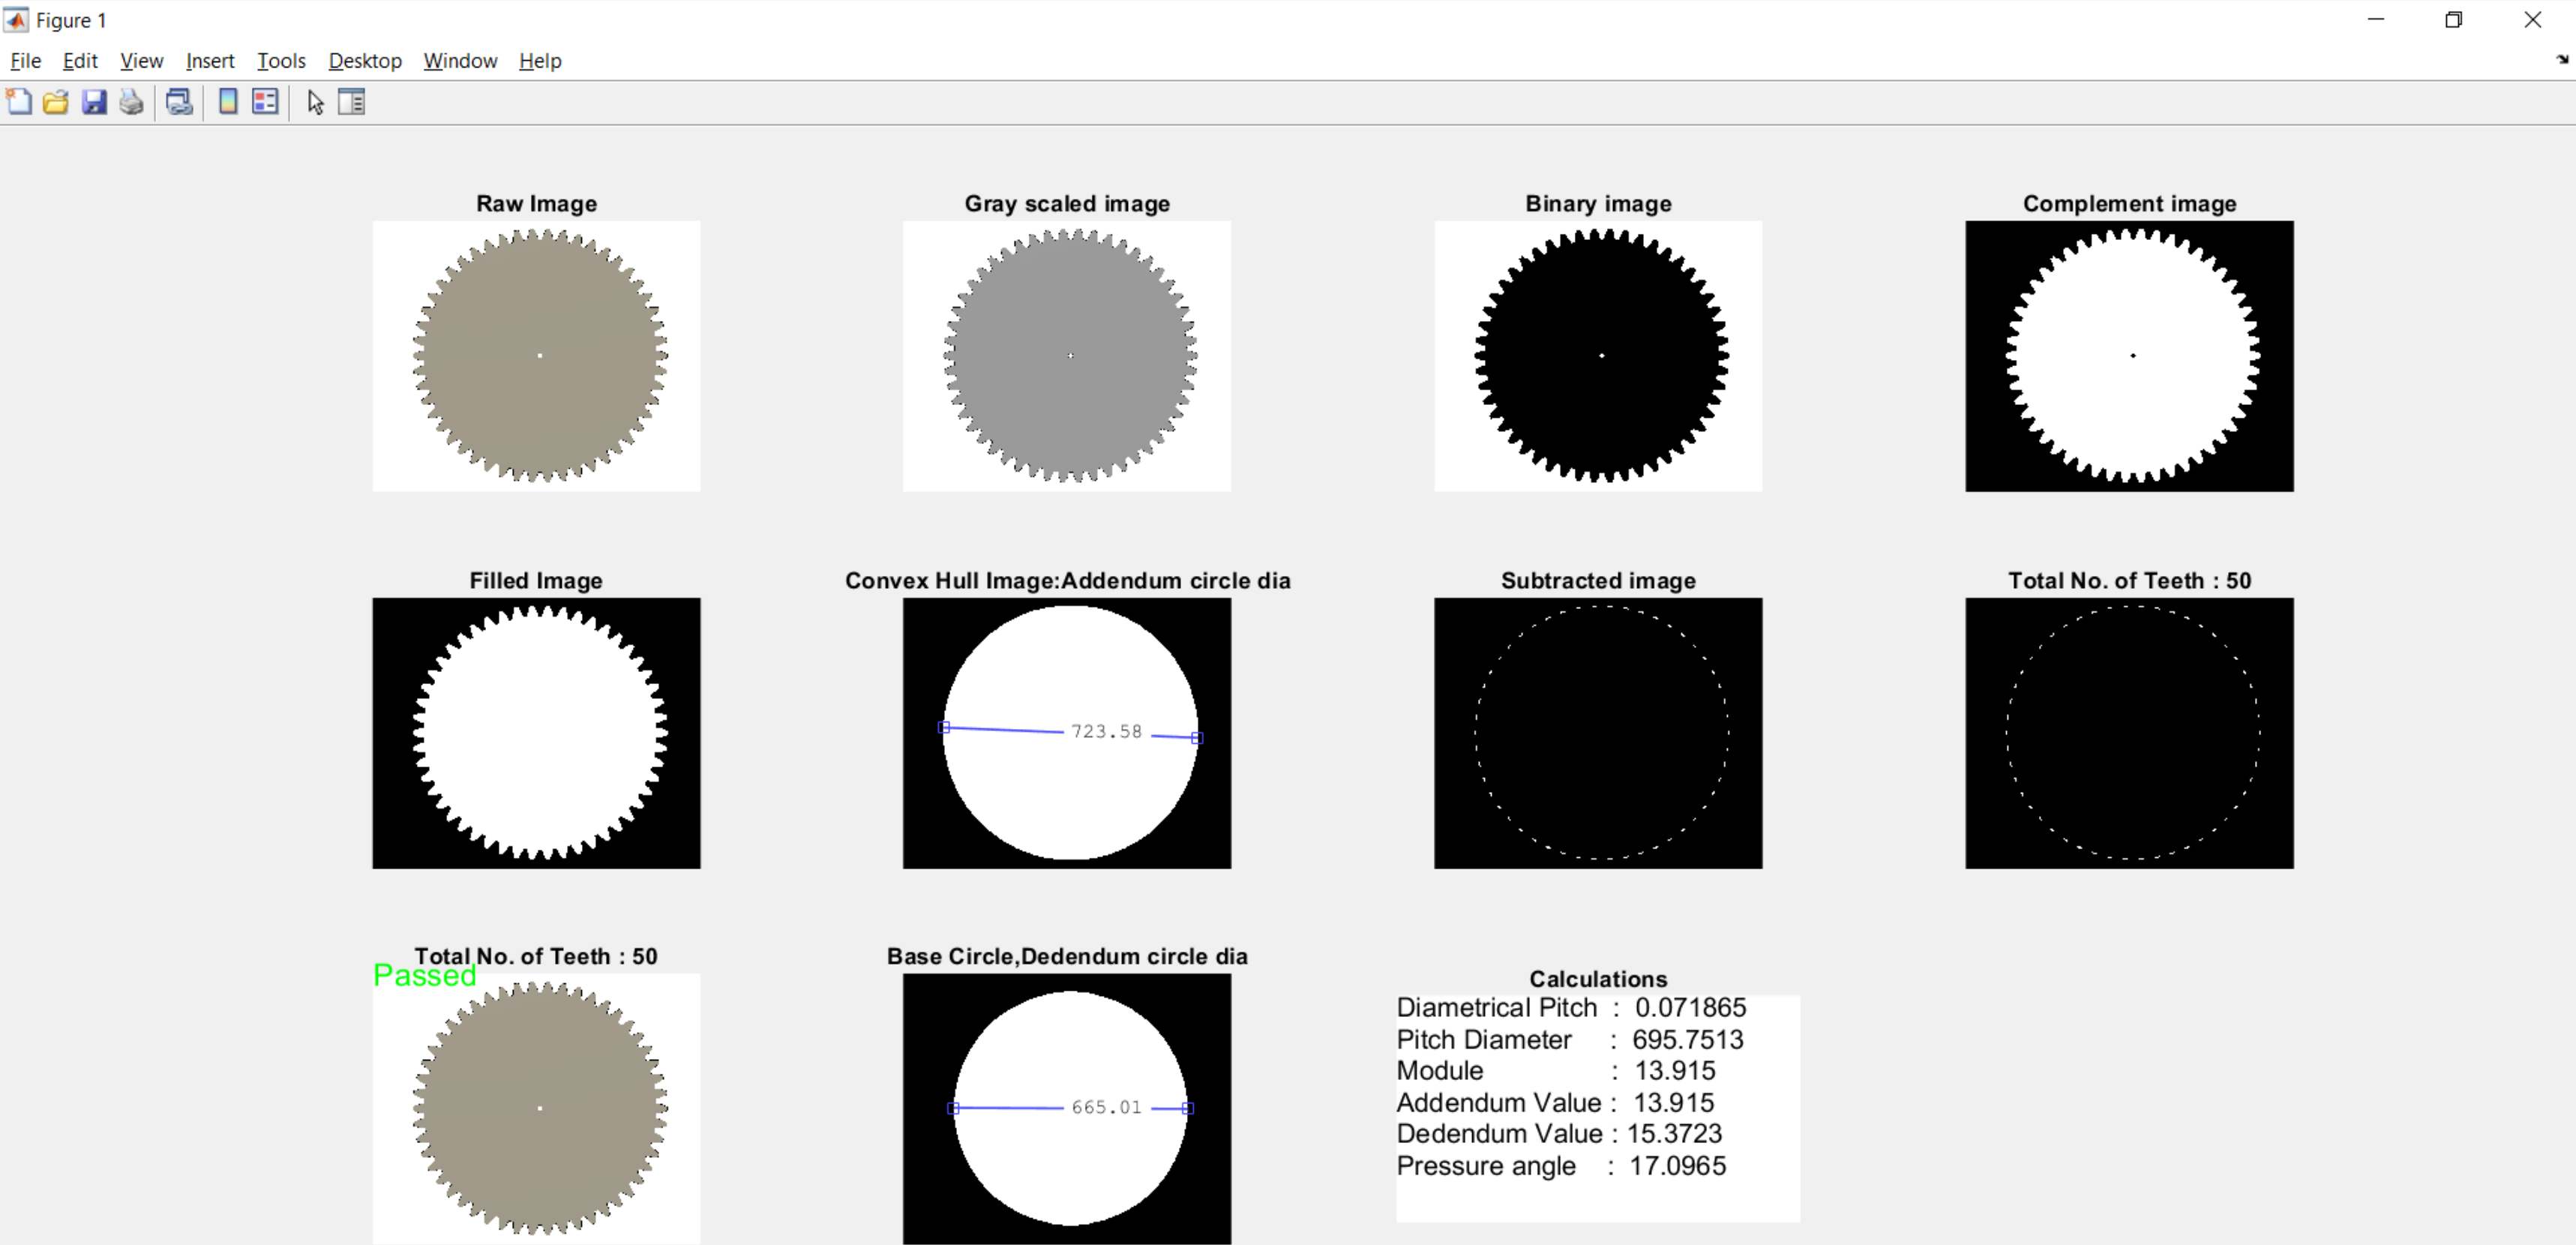 Figure 1
File Edit View Insert Tools Desktop Window Help
Raw Image
Gray scaled image
Binary image
Complement image
Filled Image
Convex Hull Image:Addendum circle dia
Subtracted image
Total No. of Teeth : 50
723.58
Total No. of Teeth : 50
Passed
Base Circle,Dedendum circle dia
665.01
Calculations
Diametrical Pitch : 0.071865
Pitch Diameter : 695.7513
Module : 13.915
Addendum Value : 13.915
Dedendum Value : 15.3723
Pressure angle : 17.0965